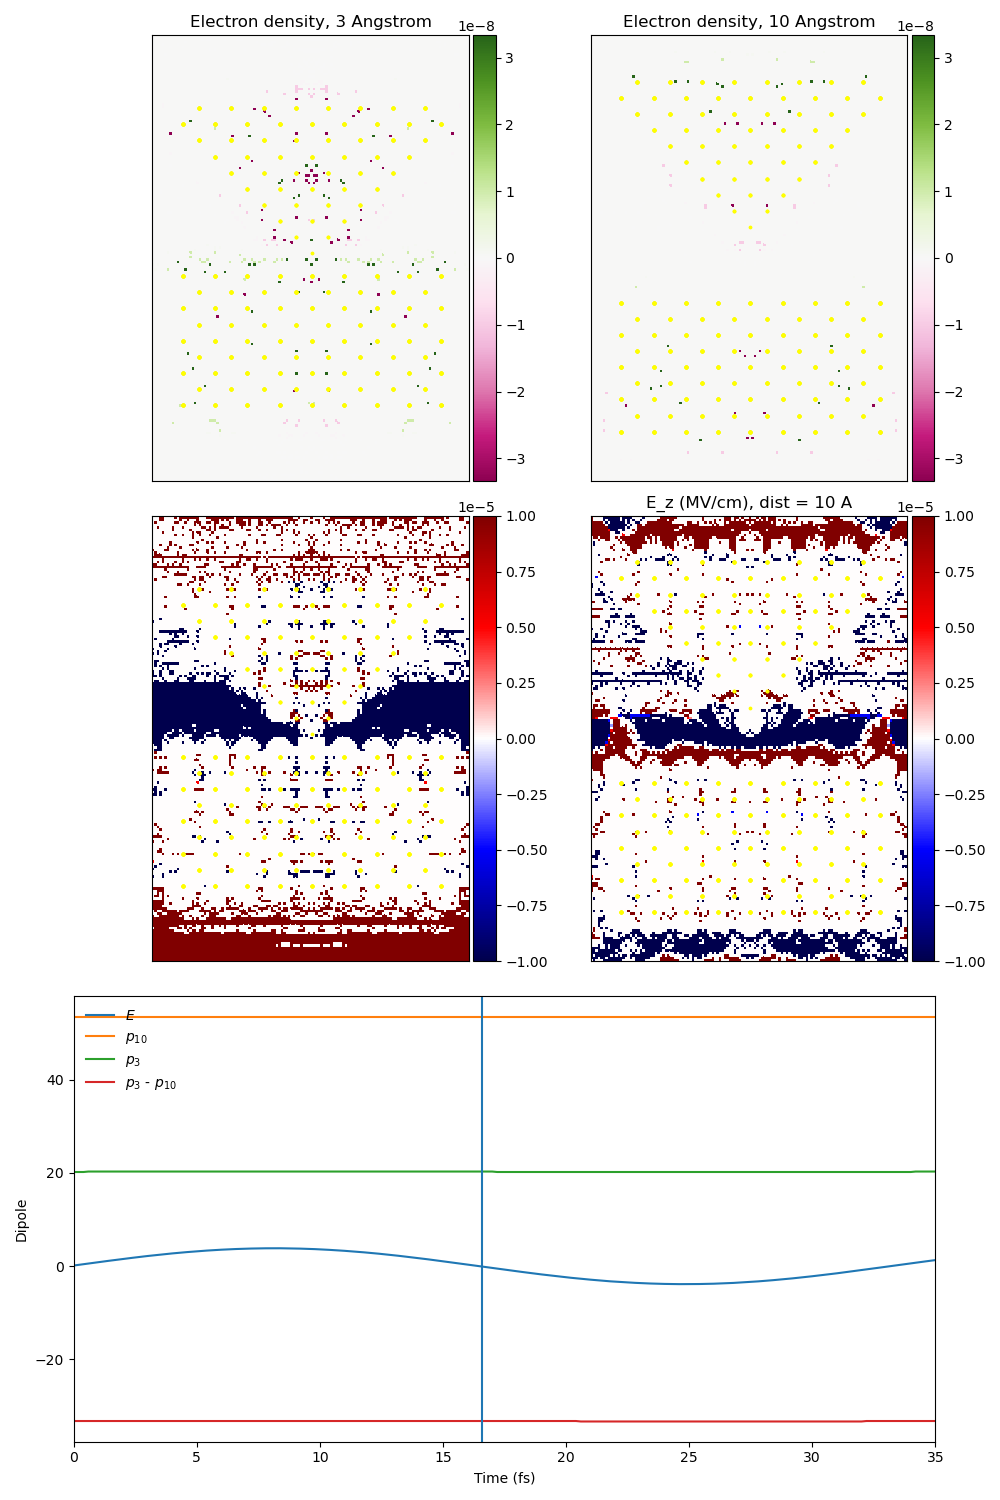 Electron density, 3 Angstrom
1e−8
3
2
1
0
−1
−2
−3
Electron density, 10 Angstrom
1e−8
3
2
1
0
−1
−2
−3
1e−5
1.00
0.75
0.50
0.25
0.00
−0.25
−0.50
−0.75
−1.00
E_z (MV/cm), dist = 10 A
1e−5
1.00
0.75
0.50
0.25
0.00
−0.25
−0.50
−0.75
−1.00
E
p10
p3
p3 - p10
40
20
0
−20
Dipole
0 5 10 15 20 25 30 35
Time (fs)